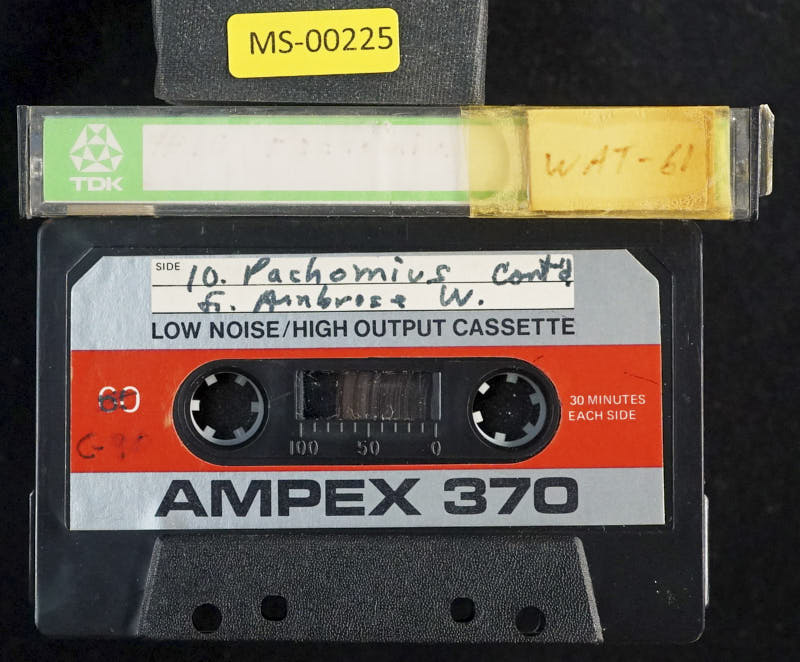 MS-00225
TDK
WAT-61
SIDE
10. Pachomius Cont'd
Fr. Ambrose W.
LOW NOISE/HIGH OUTPUT CASSETTE
60
30 MINUTES
EACH SIDE
C-90
100 50 0
AMPEX 370